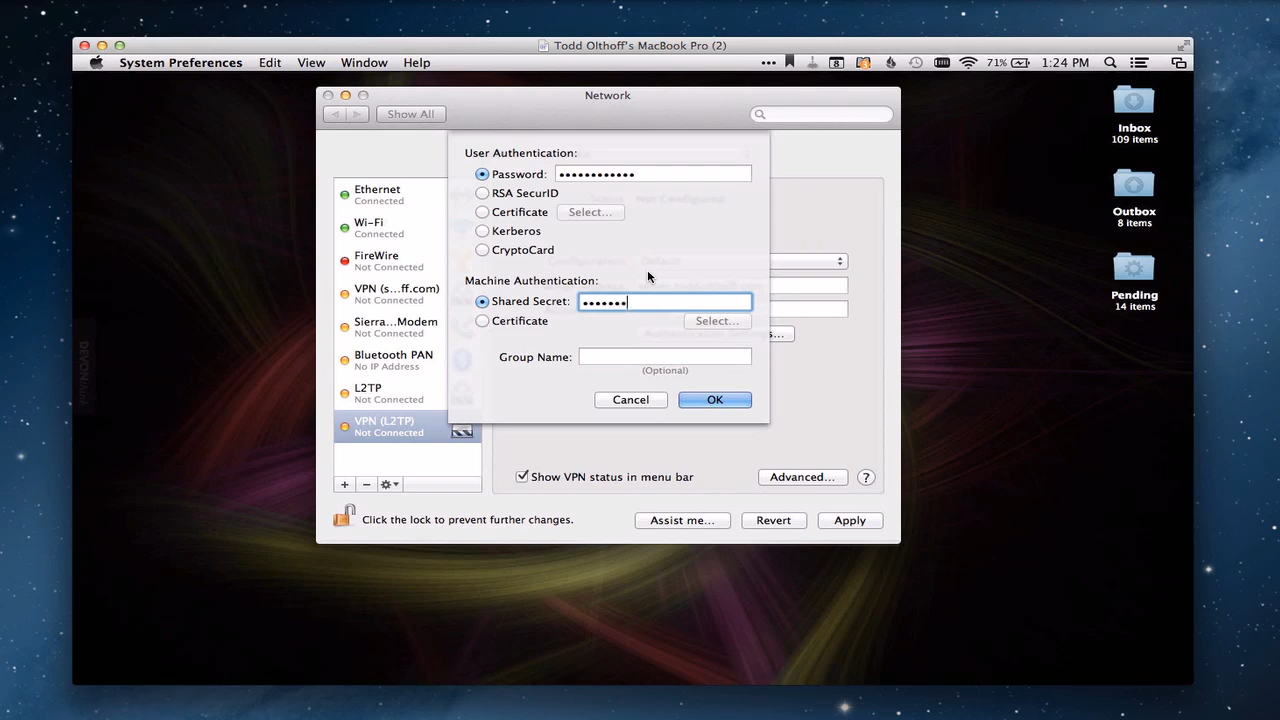 Todd Olthoff's MacBook Pro (2)
System Preferences Edit View Window Help 8 71% 1:24 PM
Network
Show All
Inbox
109 items
Outbox
8 items
Pending
14 items
Ethernet
Connected
Wi-Fi
Connected
FireWire
Not Connected
VPN (s...ff.com)
Not Connected
Sierra...Modem
Not Connected
Bluetooth PAN
No IP Address
L2TP
Not Connected
VPN (L2TP)
Not Connected
User Authentication:
Password: ••••••••••••
RSA SecurID
Certificate Select...
Kerberos
CryptoCard
Machine Authentication:
Shared Secret: •••••••
Certificate Select...
Group Name:
(Optional)
Cancel OK
Show VPN status in menu bar Advanced... ?
Click the lock to prevent further changes. Assist me... Revert Apply